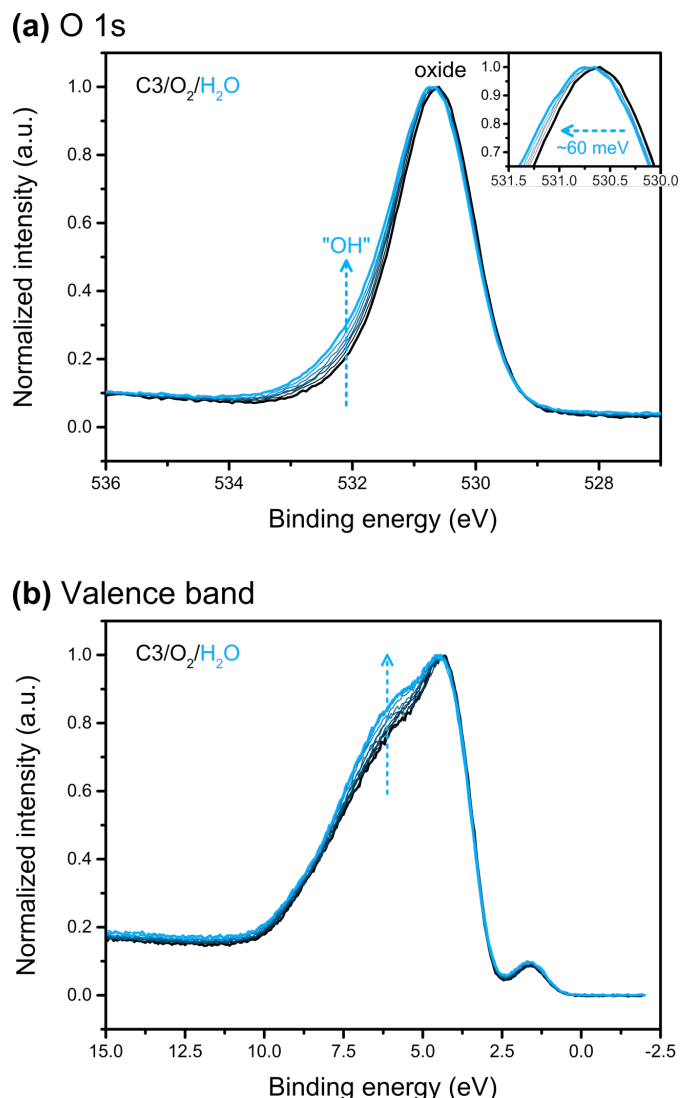 (a) O 1s
C3/O₂/H₂O
oxide
"OH"
~60 meV
1.0
0.9
0.8
0.7
531.5 531.0 530.5 530.0
Normalized intensity (a.u.)
1.0
0.8
0.6
0.4
0.2
0.0
536 534 532 530 528
Binding energy (eV)
(b) Valence band
C3/O₂/H₂O
Normalized intensity (a.u.)
1.0
0.8
0.6
0.4
0.2
0.0
15.0 12.5 10.0 7.5 5.0 2.5 0.0 -2.5
Binding energy (eV)